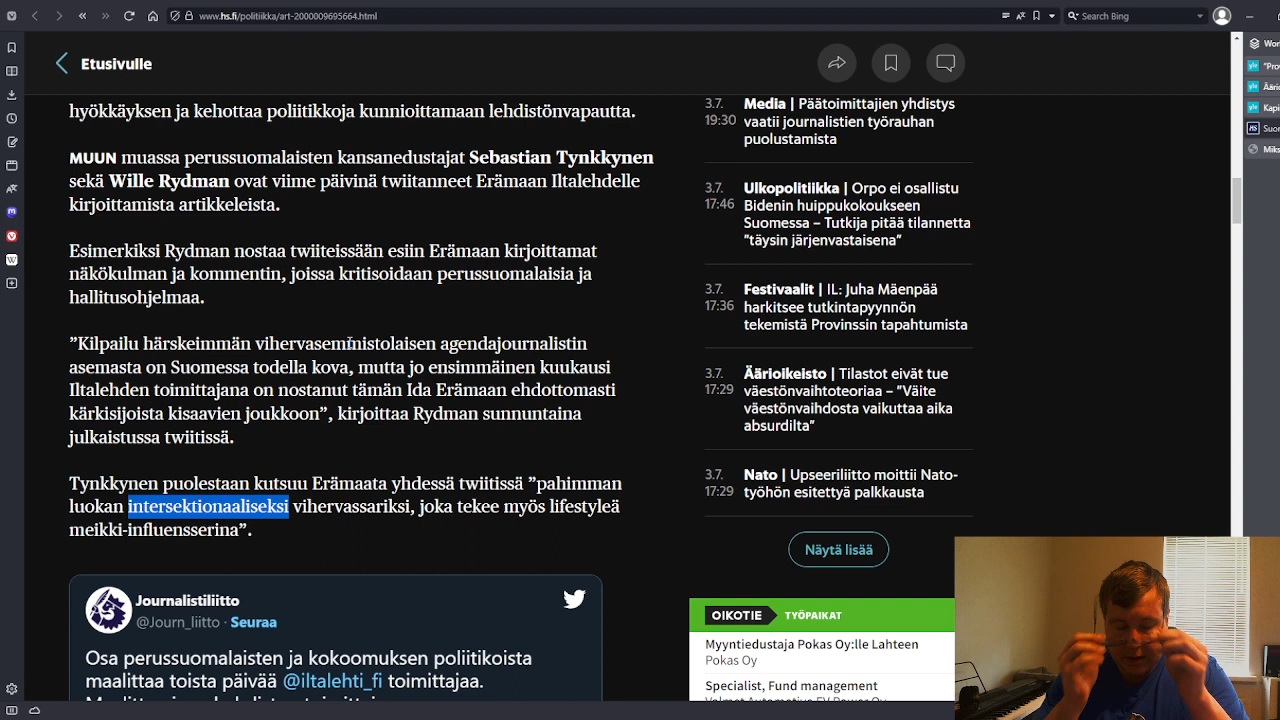 www.hs.fi/politiikka/art-2000009695664.html
Search Bing
Etusivulle
hyökkäyksen ja kehottaa poliitikkoja kunnioittamaan lehdistönvapautta.
MUUN muassa perussuomalaisten kansanedustajat Sebastian Tynkkynen
sekä Wille Rydman ovat viime päivinä twiitanneet Erämaan Iltalehdelle
kirjoittamista artikkeleista.
Esimerkiksi Rydman nostaa twiiteissään esiin Erämaan kirjoittamat
näkökulman ja kommentin, joissa kritisoidaan perussuomalaisia ja
hallitusohjelmaa.
”Kilpailu härskeimmän vihervasemmistolaisen agendajournalistin
asemasta on Suomessa todella kova, mutta jo ensimmäinen kuukausi
Iltalehden toimittajana on nostanut tämän Ida Erämaan ehdottomasti
kärkisijoista kisaavien joukkoon”, kirjoittaa Rydman sunnuntaina
julkaistussa twiitissä.
Tynkkynen puolestaan kutsuu Erämaata yhdessä twiitissä ”pahimman
luokan intersektionaaliseksi vihervassariksi, joka tekee myös lifestyleä
meikki-influensserina”.
Journalistiliitto
@Journ_liitto · Seuraa
Osa perussuomalaisten ja kokoomuksen poliitikoista
maalittaa toista päivää @iltalehti_fi toimittajaa.
3.7. 19:30 Media | Päätoimittajien yhdistys
vaatii journalistien työrauhan
puolustamista
3.7. 17:46 Ulkopolitiikka | Orpo ei osallistu
Bidenin huippukokoukseen
Suomessa – Tutkija pitää tilannetta
”täysin järjenvastaisena”
3.7. 17:36 Festivaalit | IL: Juha Mäenpää
harkitsee tutkintapyynnön
tekemistä Provinssin tapahtumista
3.7. 17:29 Äärioikeisto | Tilastot eivät tue
väestönvaihtoteoriaa – ”Väite
väestönvaihdosta vaikuttaa aika
absurdilta”
3.7. 17:29 Nato | Upseeriliitto moittii Nato-
työhön esitettyä palkkausta
Näytä lisää
OIKOTIE TYÖPAIKAT
Myyntiedustaja Pokas Oy:lle Lahteen
Pokas Oy
Specialist, Fund management